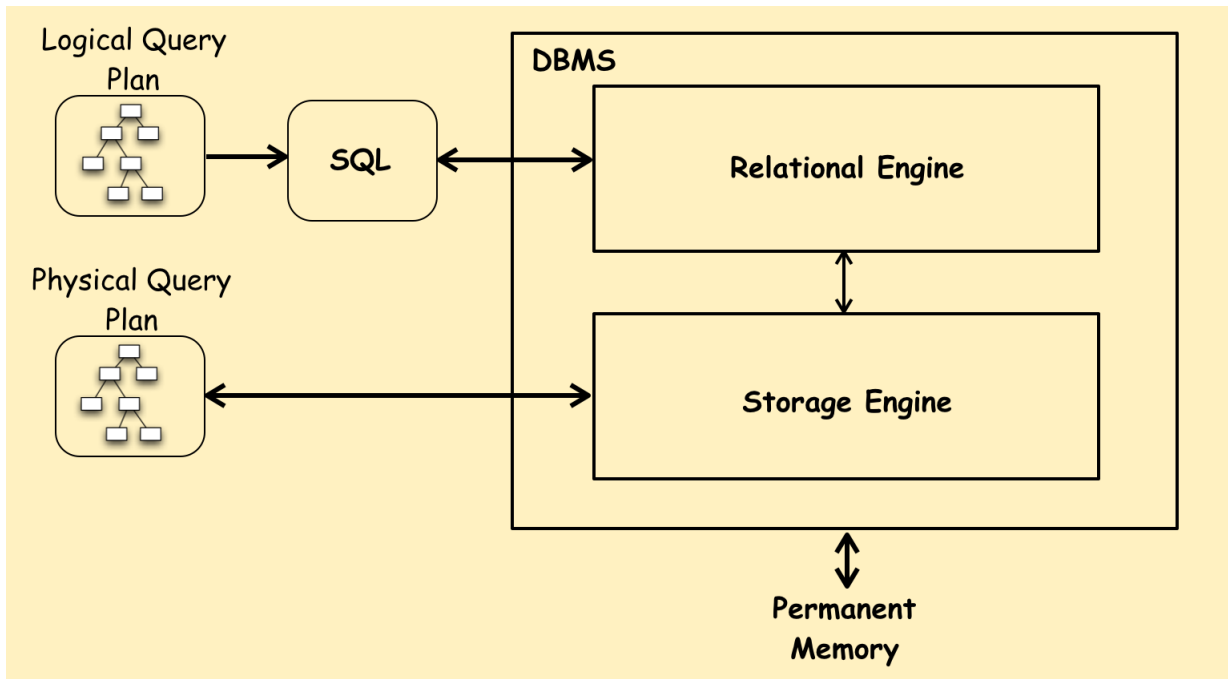 Logical Query
Plan
SQL
DBMS
Relational Engine
Physical Query
Plan
Storage Engine
Permanent
Memory